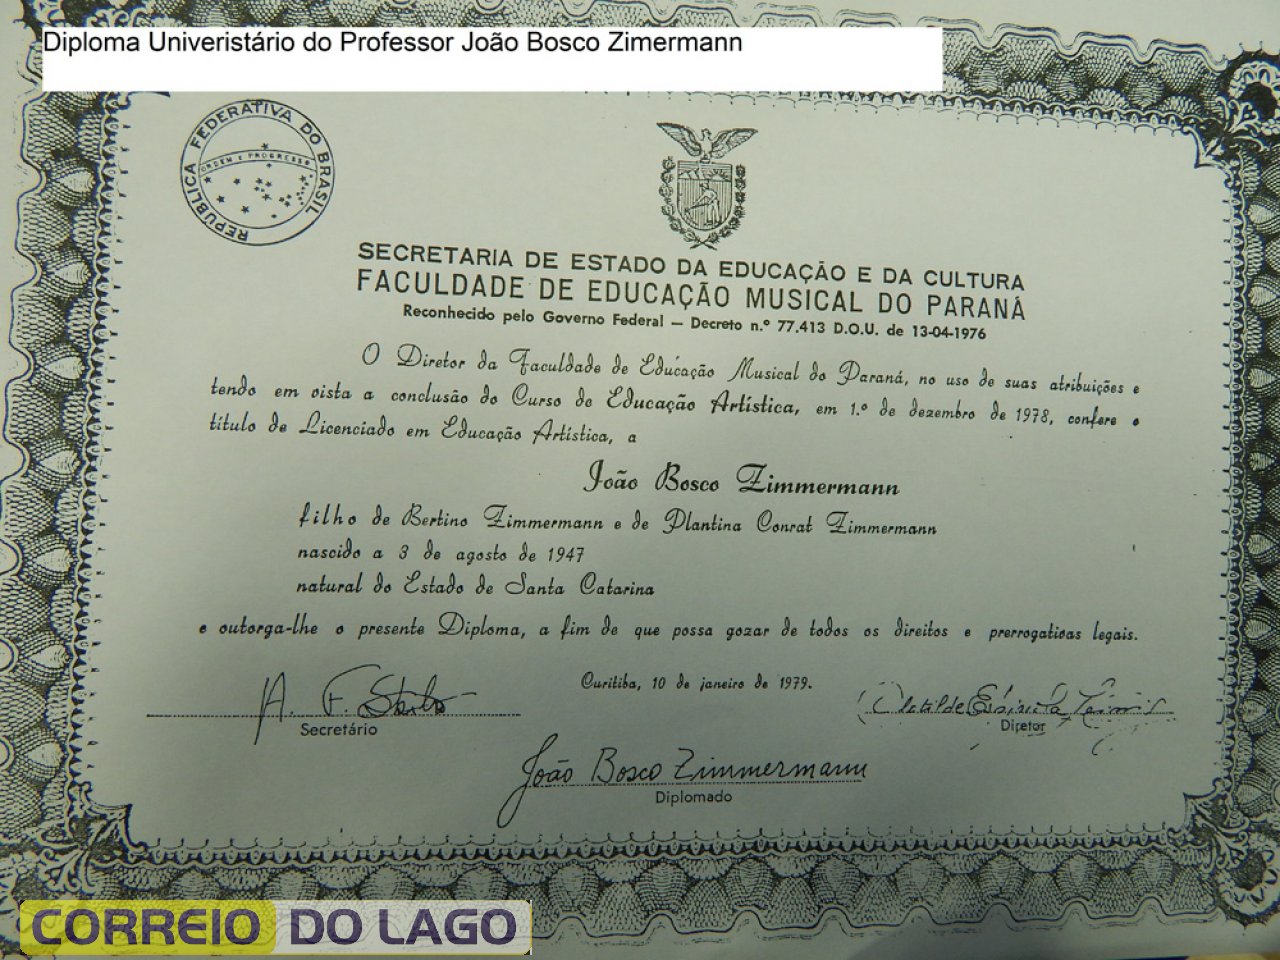 Diploma Univeristário do Professor João Bosco Zimermann
REPÚBLICA FEDERATIVA DO BRASIL
ORDEM E PROGRESSO
SECRETARIA DE ESTADO DA EDUCAÇÃO E DA CULTURA
FACULDADE DE EDUCAÇÃO MUSICAL DO PARANÁ
Reconhecido pelo Governo Federal — Decreto n.º 77.413 D.O.U. de 13-04-1976
O Diretor da Faculdade de Educação Musical do Paraná, no uso de suas atribuições e
tendo em vista a conclusão do Curso de Educação Artística, em 1.º de dezembro de 1978, confere o
título de Licenciado em Educação Artística, a
João Bosco Zimmermann
filho de Bertino Zimmermann e de Plantina Conrat Zimmermann
nascido a 3 de agosto de 1947
natural do Estado de Santa Catarina
e outorga-lhe o presente Diploma, a fim de que possa gozar de todos os direitos e prerrogativas legais.
Curitiba, 10 de janeiro de 1979.
A. F.
Clotilde
Secretário
Diretor
João Bosco Zimmermann
Diplomado
CORREIO DO LAGO